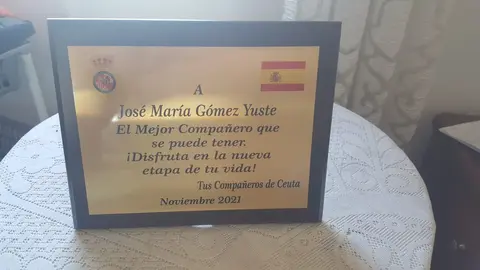 A
José María Gómez Yuste
El Mejor Compañero que
se puede tener.
¡Disfruta en la nueva
etapa de tu vida!
Tus Compañeros de Ceuta
Noviembre 2021